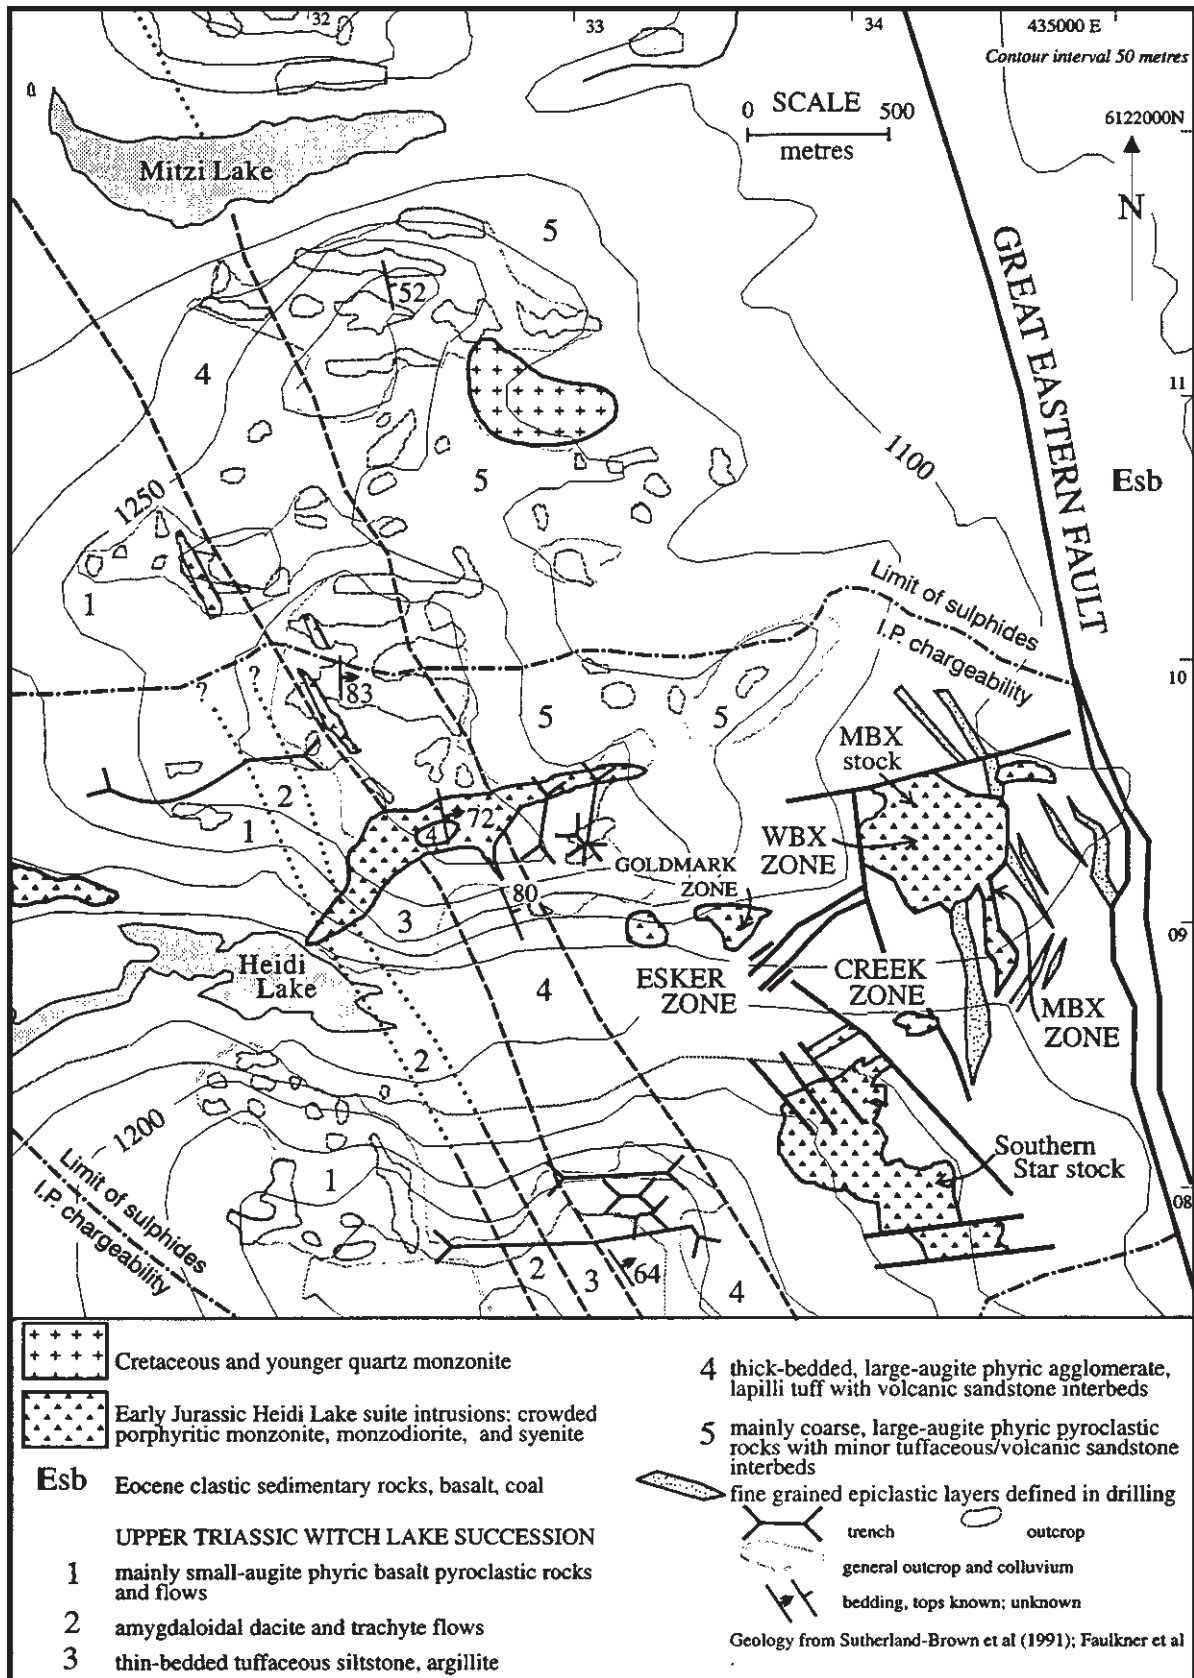 32
33
34
435000 E
Contour interval 50 metres
0 SCALE 500
metres
6122000N
N
Mitzi Lake
5
52
4
GREAT EASTERN FAULT
11
1100
5
Esb
1250
1
Limit of sulphides
I.P. chargeability
?
?
83
10
5
5
MBX
stock
2
1
4
72
WBX
ZONE
GOLDMARK
ZONE
80
3
09
Heidi
Lake
ESKER
ZONE
CREEK
ZONE
4
MBX
ZONE
2
1200
Limit of sulphides
I.P. chargeability
1
Southern
Star stock
08
2
3
64
4
Cretaceous and younger quartz monzonite
Early Jurassic Heidi Lake suite intrusions: crowded
porphyritic monzonite, monzodiorite, and syenite
Esb Eocene clastic sedimentary rocks, basalt, coal
UPPER TRIASSIC WITCH LAKE SUCCESSION
1 mainly small-augite phyric basalt pyroclastic rocks
and flows
2 amygdaloidal dacite and trachyte flows
3 thin-bedded tuffaceous siltstone, argillite
4 thick-bedded, large-augite phyric agglomerate,
lapilli tuff with volcanic sandstone interbeds
5 mainly coarse, large-augite phyric pyroclastic
rocks with minor tuffaceous/volcanic sandstone
interbeds
fine grained epiclastic layers defined in drilling
trench outcrop
general outcrop and colluvium
bedding, tops known; unknown
Geology from Sutherland-Brown et al (1991); Faulkner et al